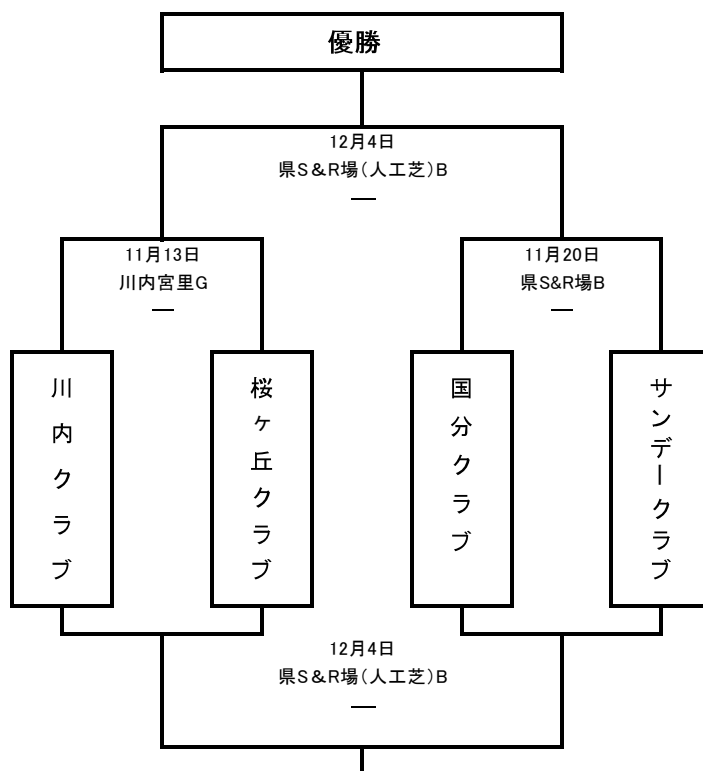 優勝
12月4日
県S&R場(人工芝)B
―
11月13日
川内宮里G
―
11月20日
県S&R場B
―
川内クラブ
桜ヶ丘クラブ
国分クラブ
サンデークラブ
12月4日
県S&R場(人工芝)B
―